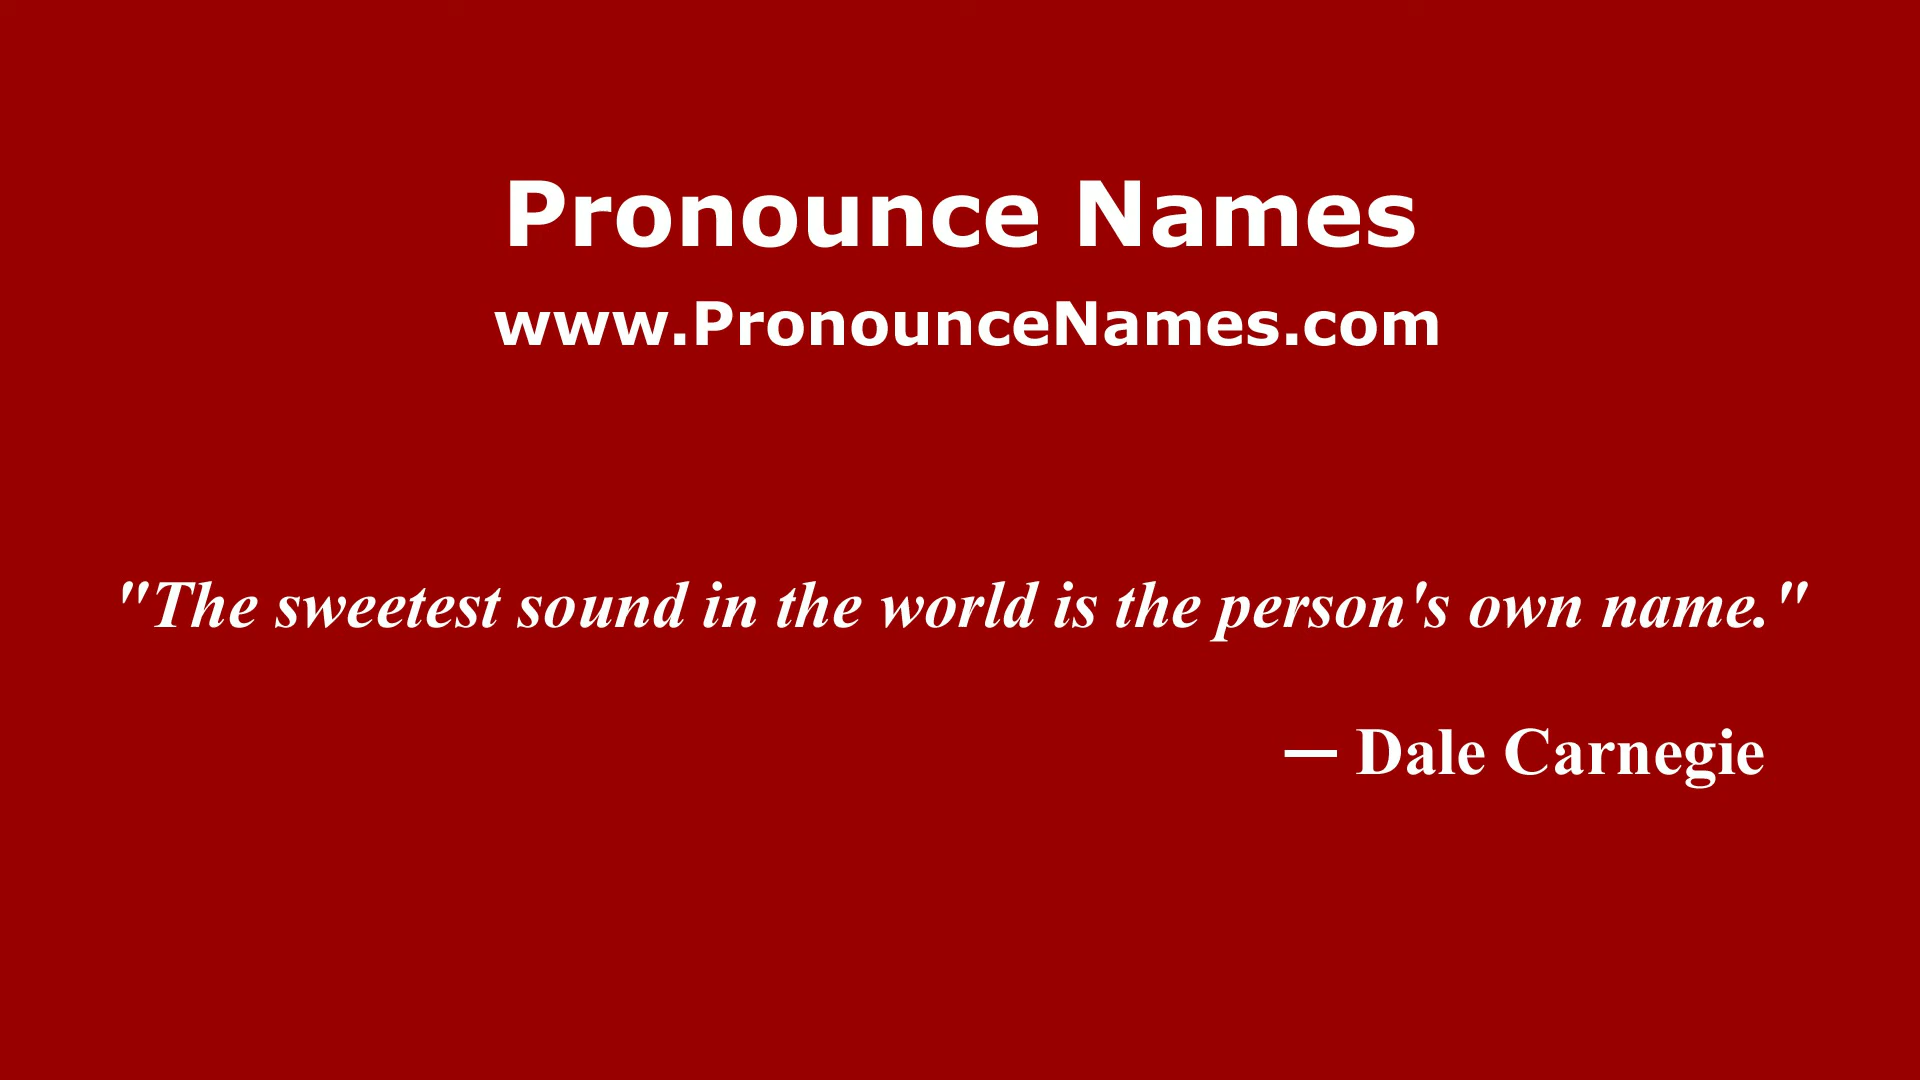 Pronounce Names
www.PronounceNames.com
"The sweetest sound in the world is the person's own name."
— Dale Carnegie